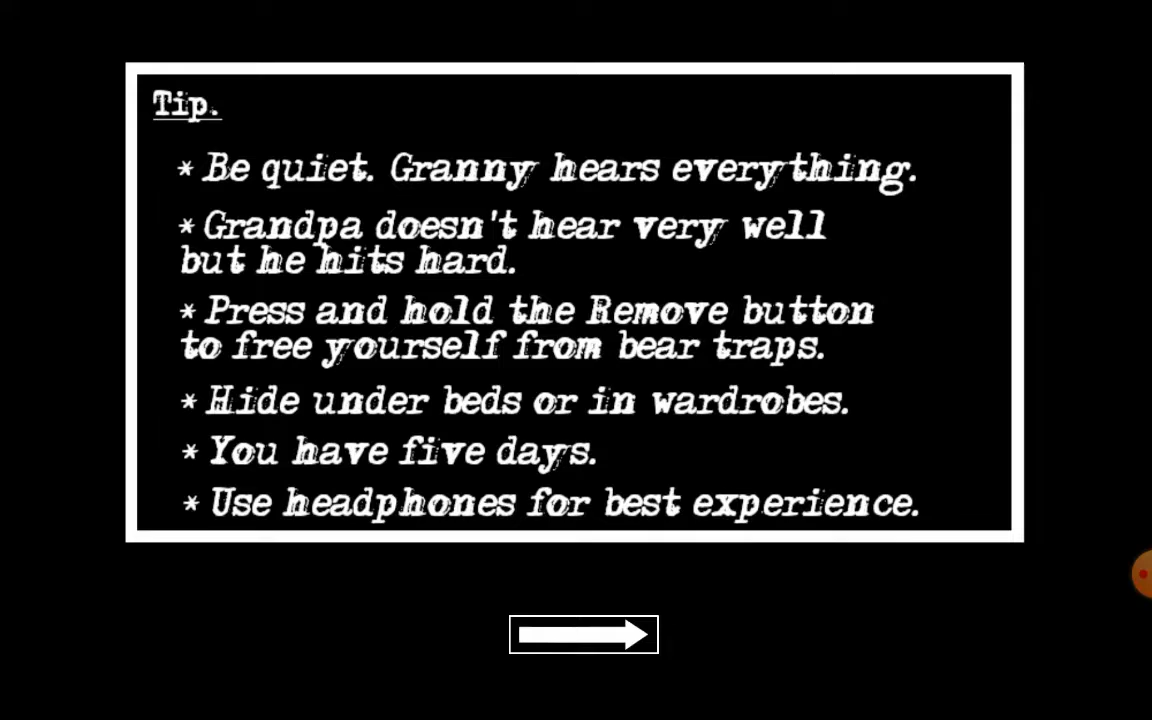 Tip.
* Be quiet. Granny hears everything.
* Grandpa doesn't hear very well
but he hits hard.
* Press and hold the Remove button
to free yourself from bear traps.
* Hide under beds or in wardrobes.
* You have five days.
* Use headphones for best experience.